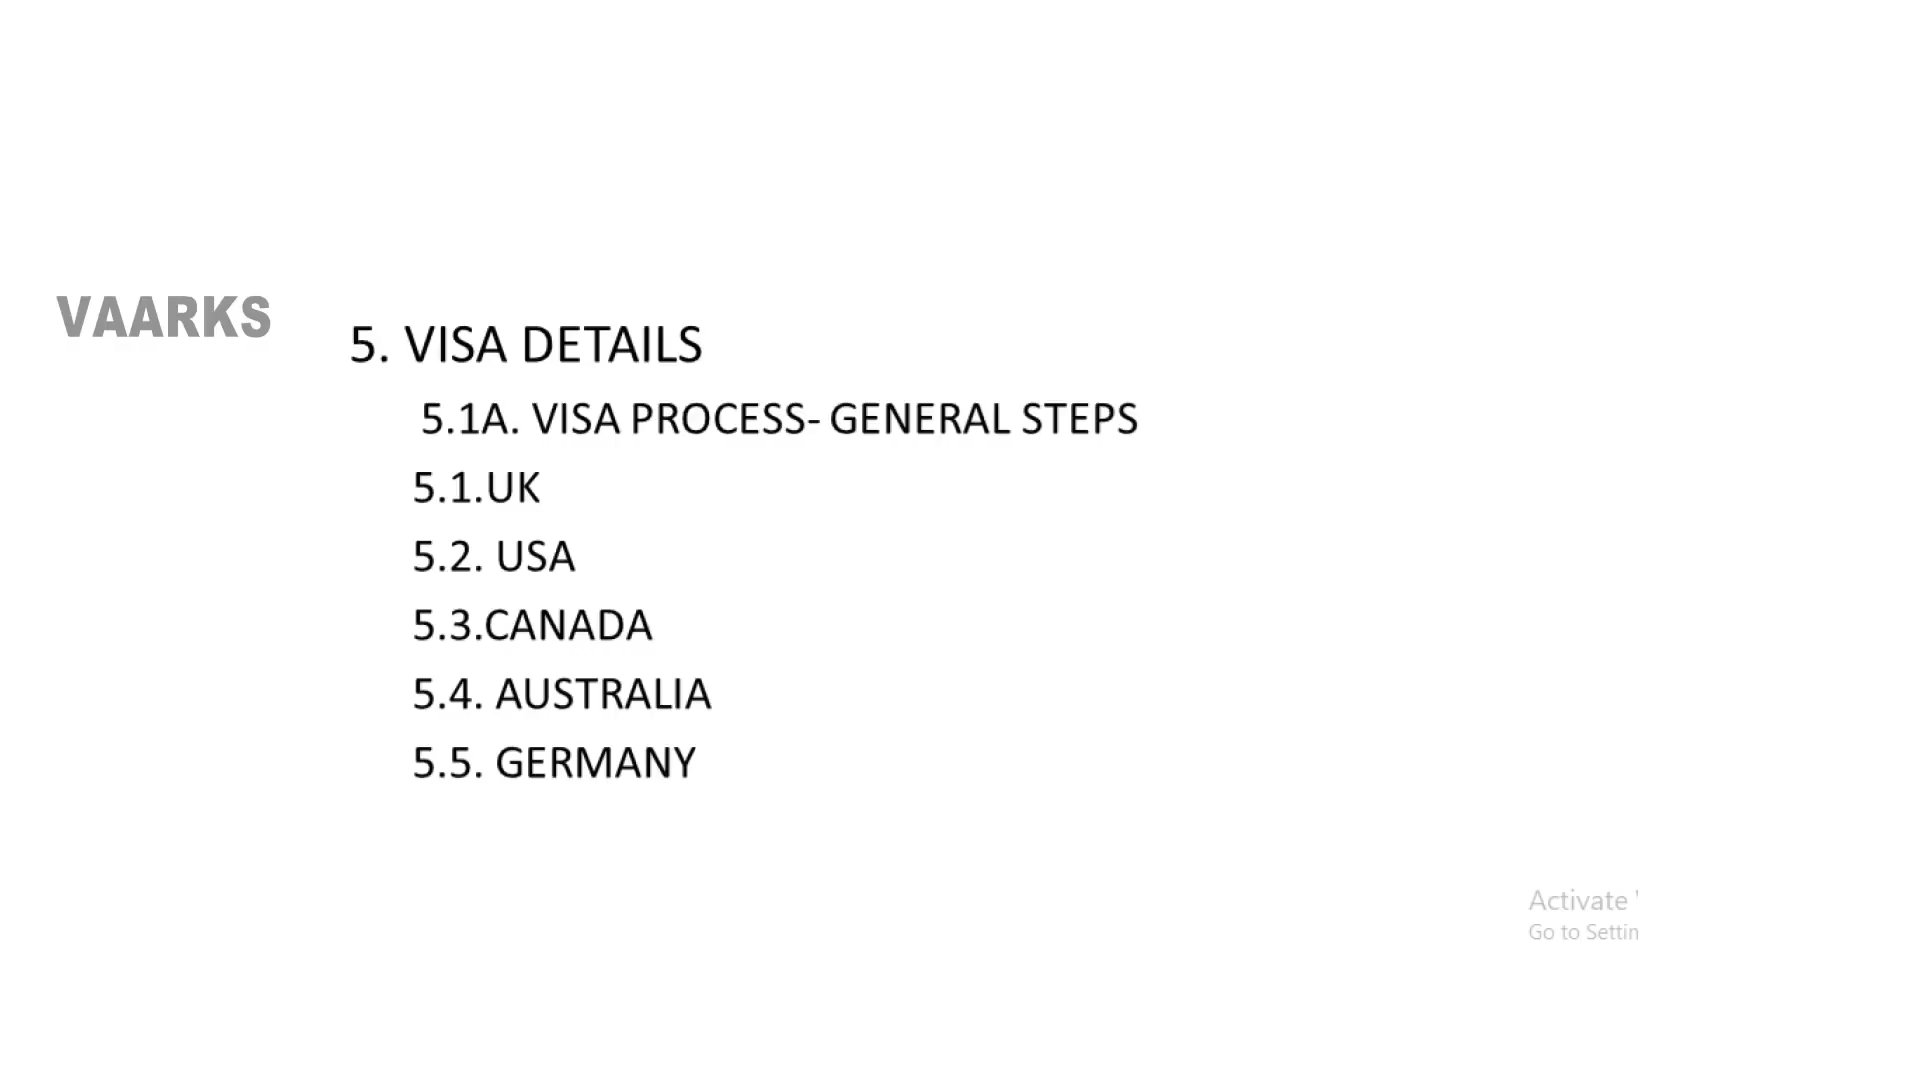 VAARKS
5. VISA DETAILS
5.1A. VISA PROCESS- GENERAL STEPS
5.1.UK
5.2. USA
5.3.CANADA
5.4. AUSTRALIA
5.5. GERMANY
Activate '
Go to Settin